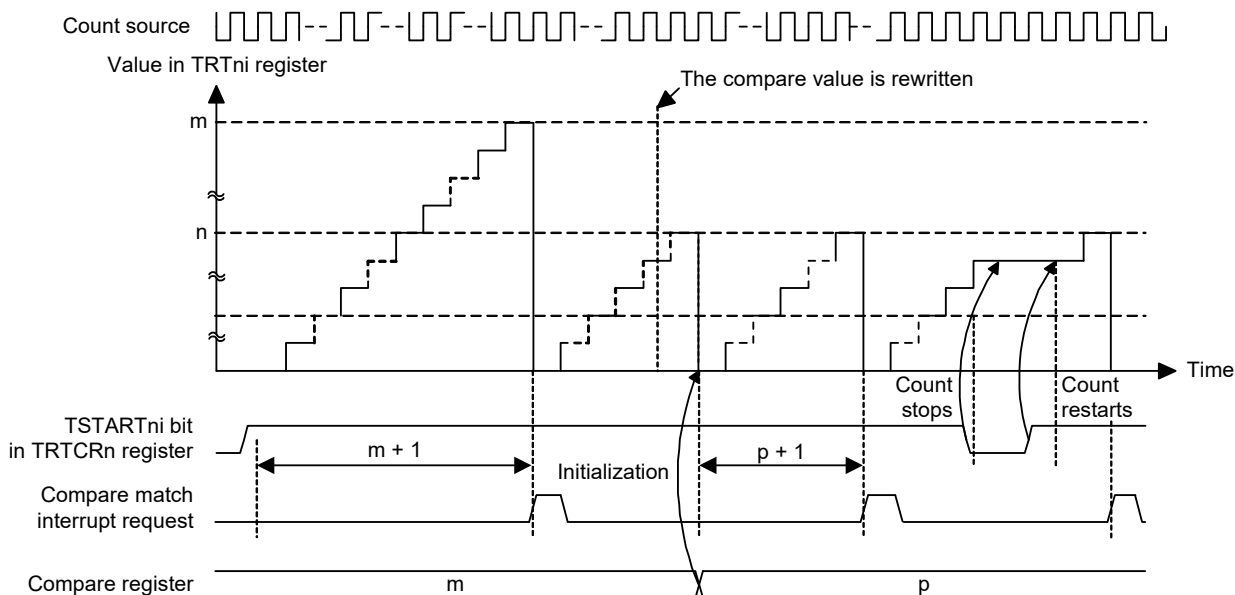 Count source
Value in TRTni register
The compare value is rewritten
m
n
Time
Count
stops
Count
restarts
TSTARTni bit
in TRTCRn register
m + 1
Initialization
p + 1
Compare match
interrupt request
Compare register
m
p